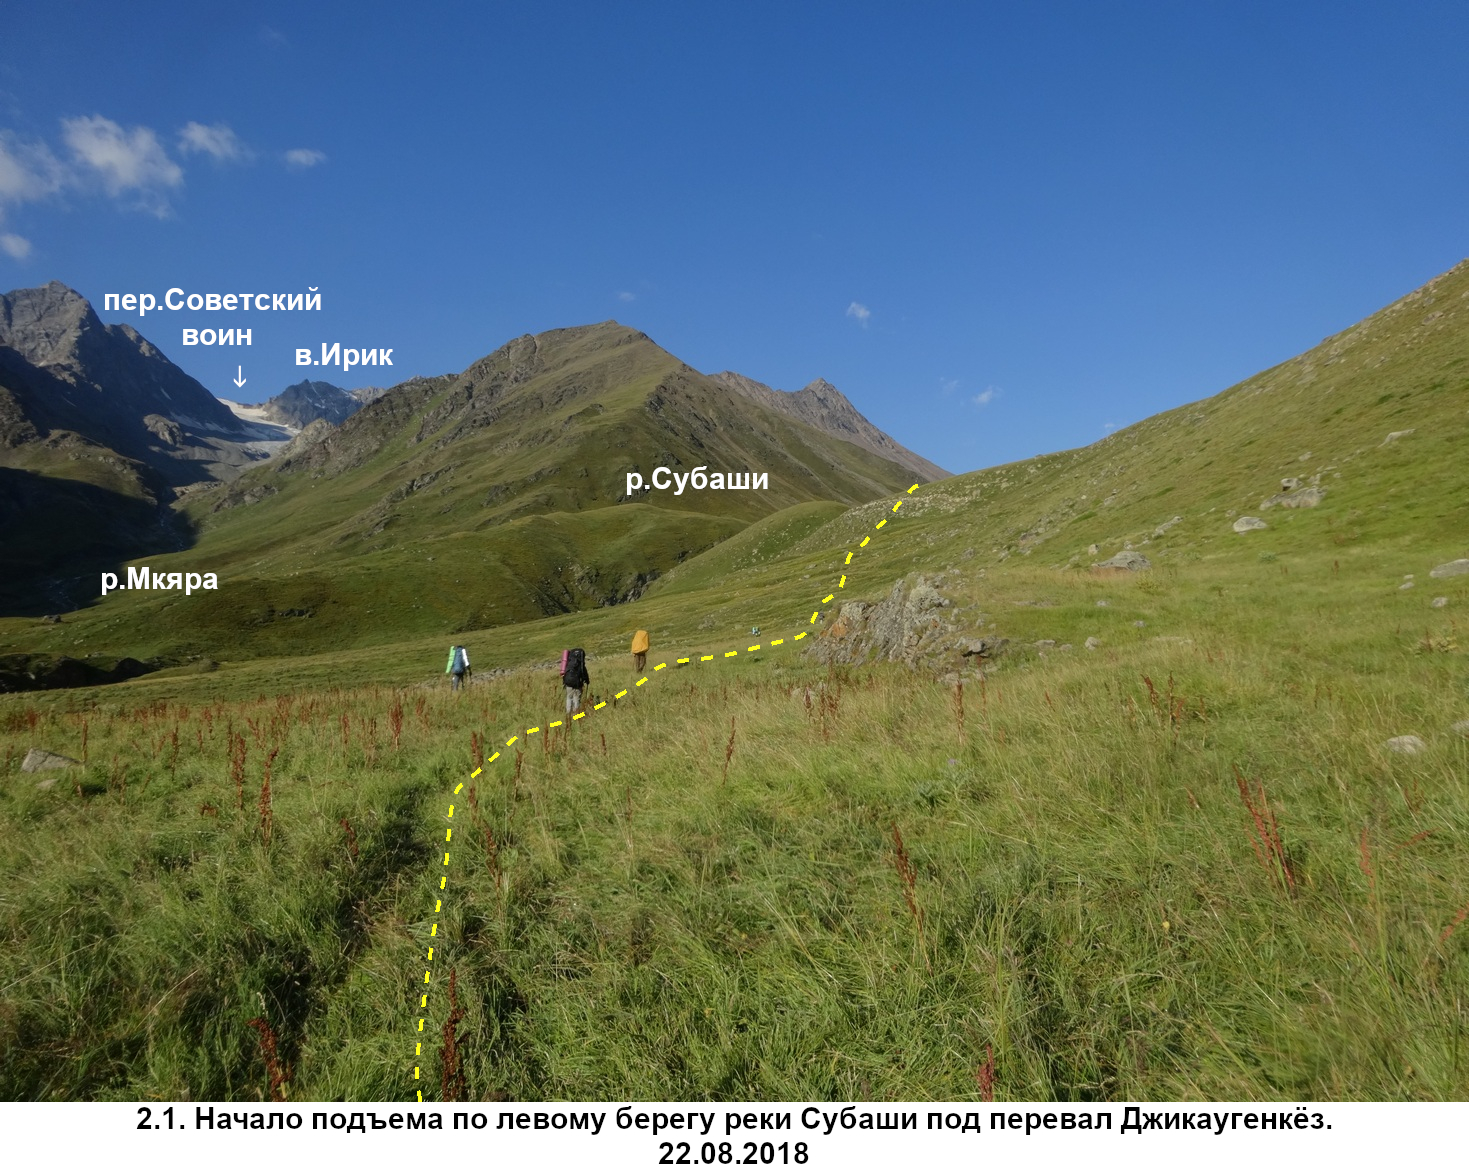 пер.Советский
воин
в.Ирик
р.Субаши
р.Мкяра
2.1. Начало подъема по левому берегу реки Субаши под перевал Джикаугенкёз.
22.08.2018